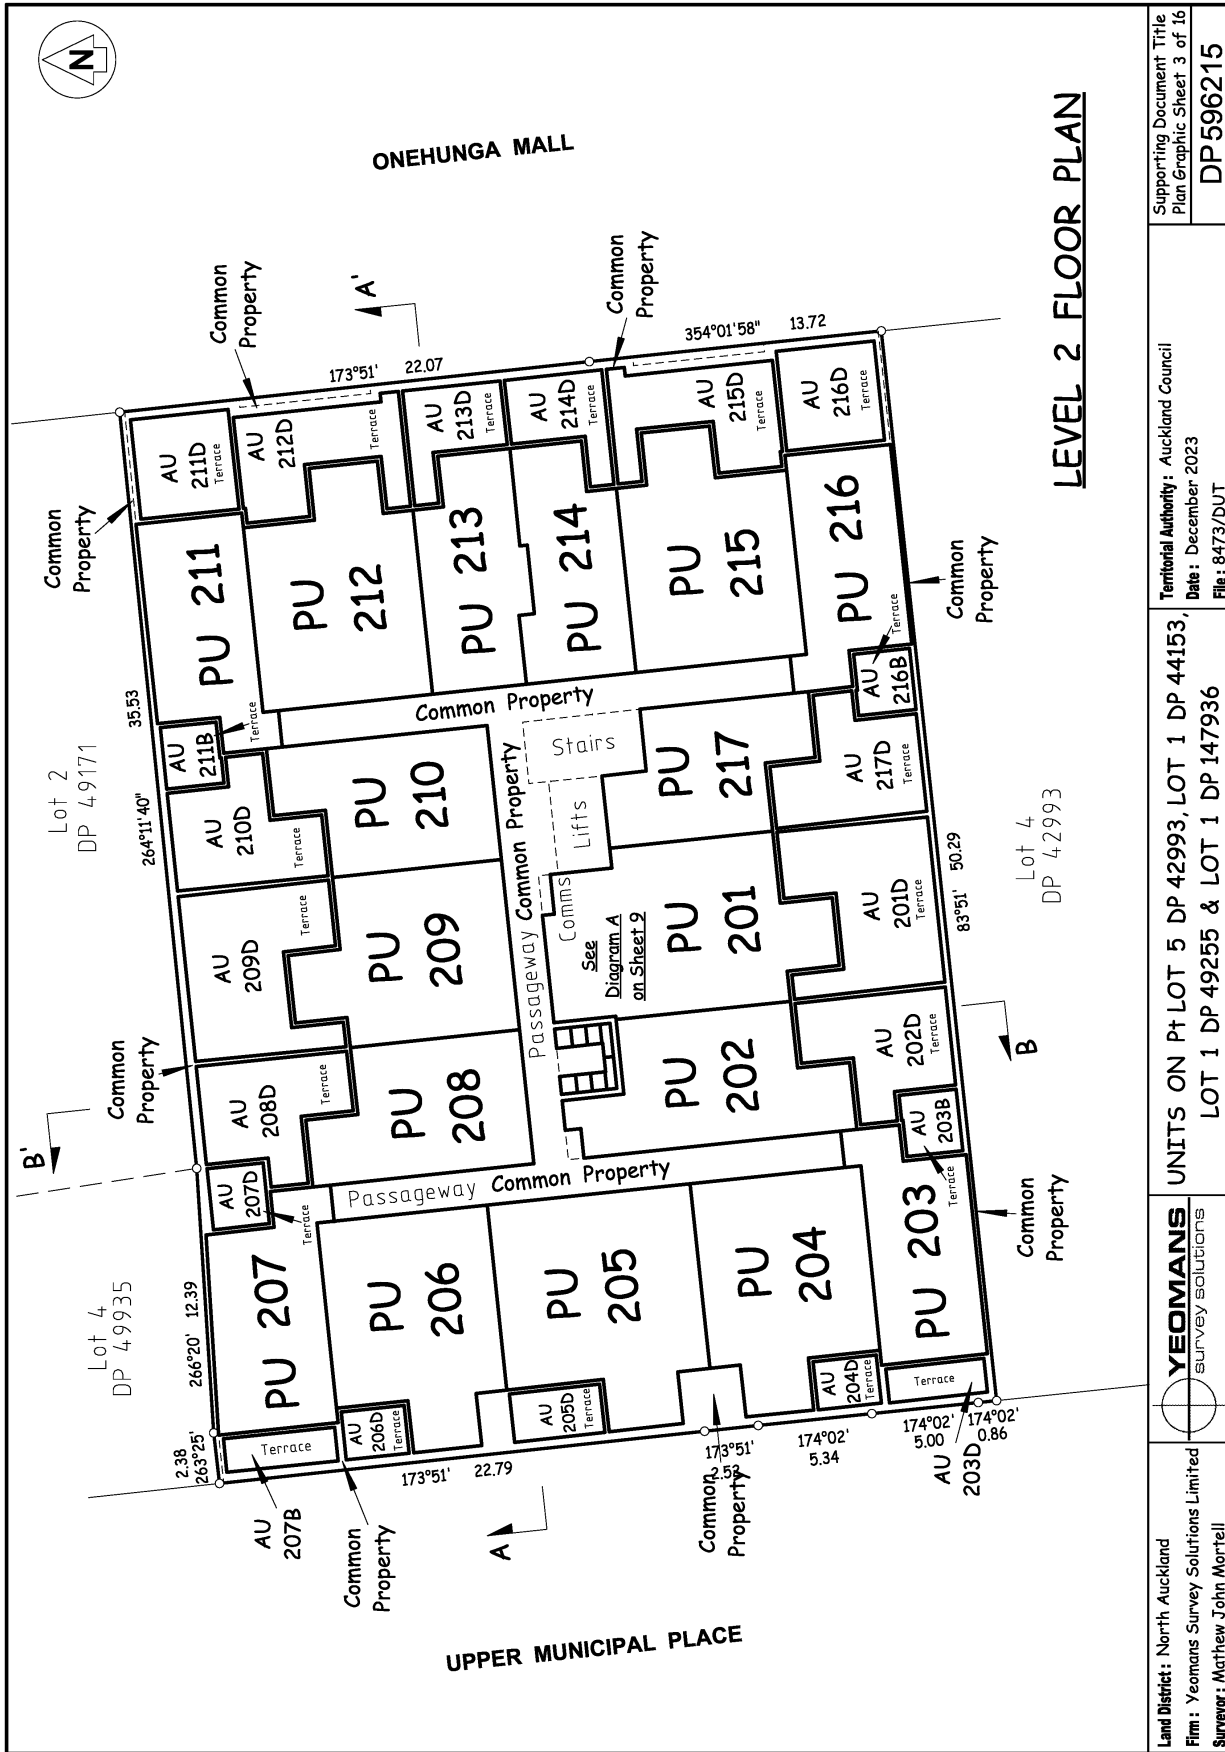 N
ONEHUNGA MALL
LEVEL 2 FLOOR PLAN
UPPER MUNICIPAL PLACE
Lot 4
DP 49935
Lot 2
DP 49171
Lot 4
DP 42993
B'
B
A
A'
2.38
263°25'
266°20' 12.39
264°11'40" 35.53
173°51' 22.07
354°01'58" 13.72
83°51' 50.29
173°51' 22.79
173°51'
2.52
174°02'
5.34
174°02'
5.00
174°02'
0.86
Common
Property
Common
Property
Common
Property
Common
Property
Common
Property
Common
Property
Common
Property
Common
Property
AU
207B
Terrace
PU 207
AU
207D
Terrace
AU
208D
Terrace
AU
209D
Terrace
AU
210D
Terrace
AU
211B
Terrace
PU 211
AU
211D
Terrace
AU
206D
Terrace
PU
206
PU
208
PU
209
PU
210
PU
212
AU
212D
Terrace
Passageway Common Property
Passageway Common Property
Common Property
AU
205D
Terrace
PU
205
PU 213
AU
213D
Terrace
PU 214
AU
214D
Terrace
Comms
Lifts
Stairs
See
Diagram A
on Sheet 9
PU
204
AU
204D
Terrace
PU
202
PU
201
PU
217
PU
215
AU
215D
Terrace
AU
203D
Terrace
PU 203
AU
203B
Terrace
AU
202D
Terrace
AU
201D
Terrace
AU
217D
Terrace
AU
216B
Terrace
PU 216
AU
216D
Terrace
Land District: North Auckland
Firm: Yeomans Survey Solutions Limited
Surveyor: Mathew John Mortell
YEOMANS
survey solutions
UNITS ON Pt LOT 5 DP 42993, LOT 1 DP 44153,
LOT 1 DP 49255 & LOT 1 DP 147936
Territorial Authority: Auckland Council
Date: December 2023
File: 8473/DUT
Supporting Document Title
Plan Graphic Sheet 3 of 16
DP 596215